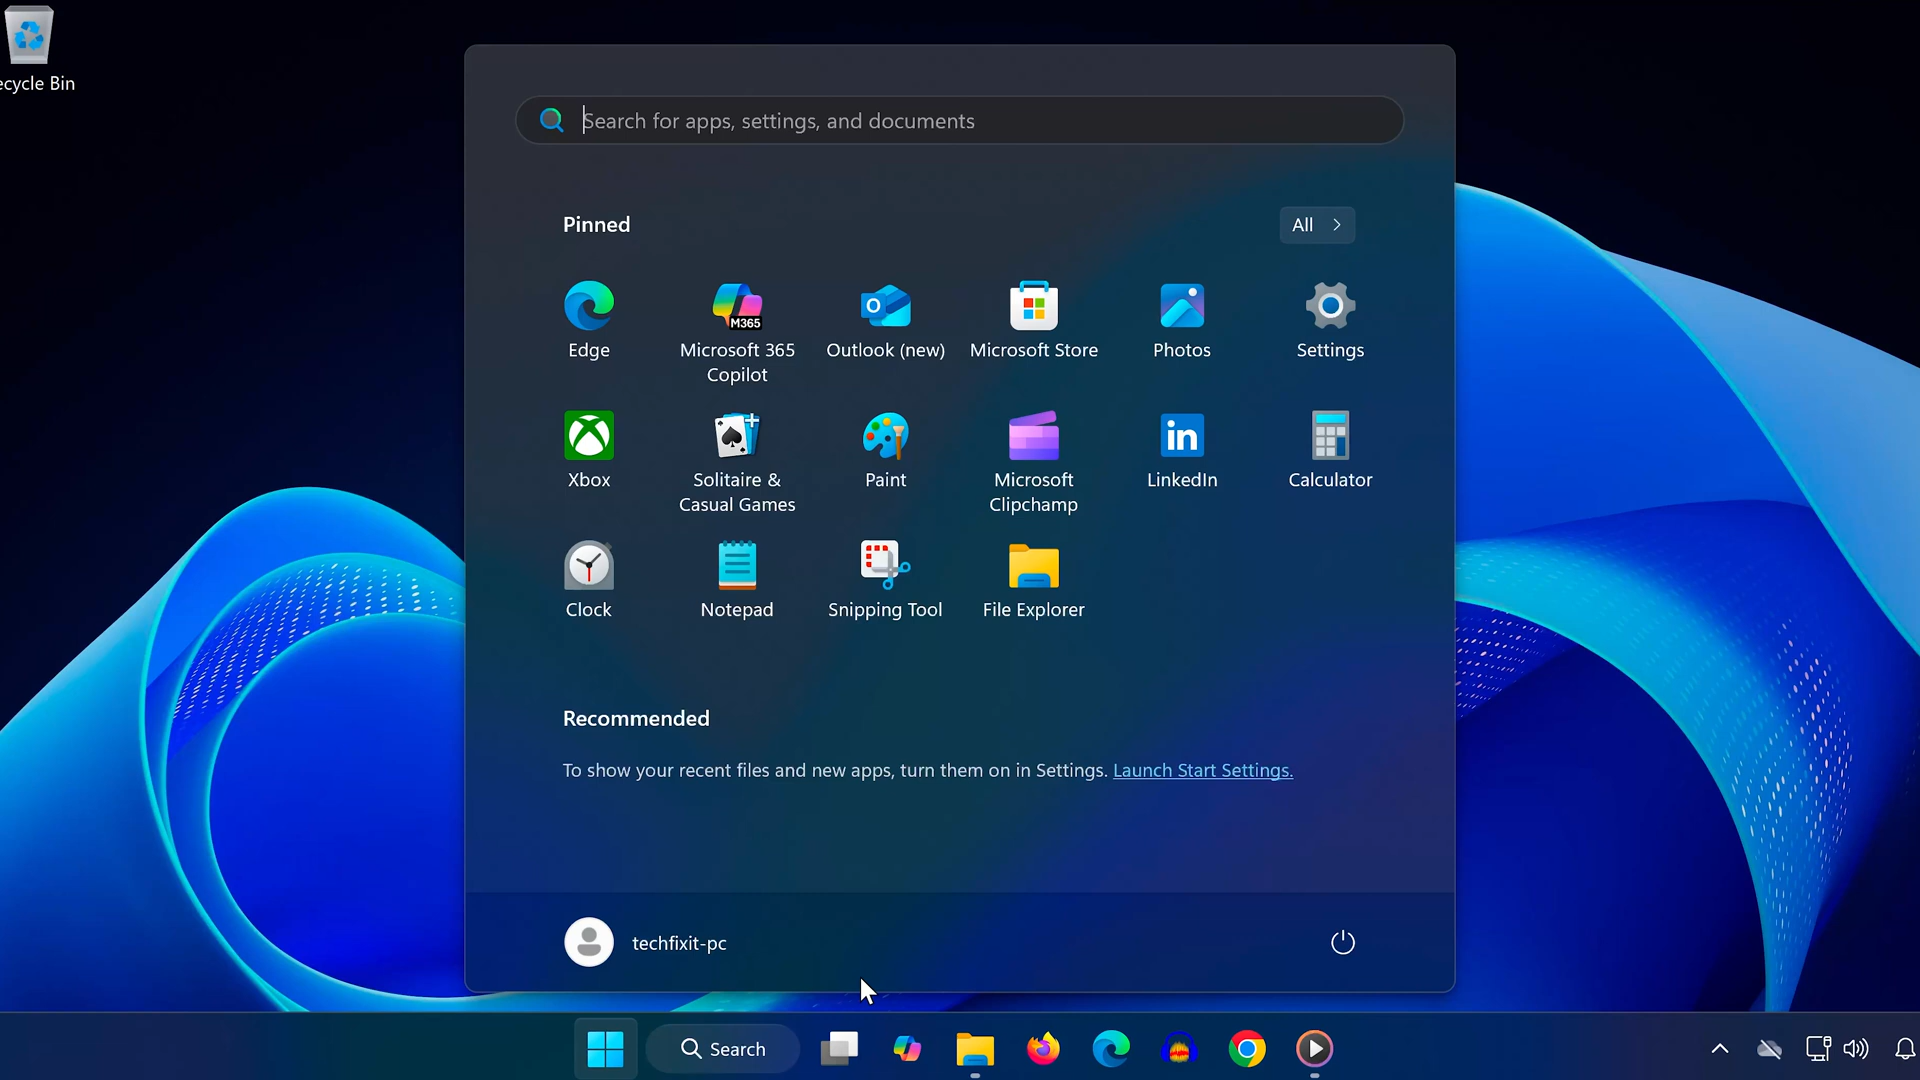 ecycle Bin
Search for apps, settings, and documents
Pinned
All
Edge
Microsoft 365
Copilot
M365
Outlook (new)
Microsoft Store
Photos
Settings
Xbox
Solitaire &
Casual Games
Paint
Microsoft
Clipchamp
LinkedIn
in
Calculator
Clock
Notepad
Snipping Tool
File Explorer
Recommended
To show your recent files and new apps, turn them on in Settings. Launch Start Settings.
techfixit-pc
Search